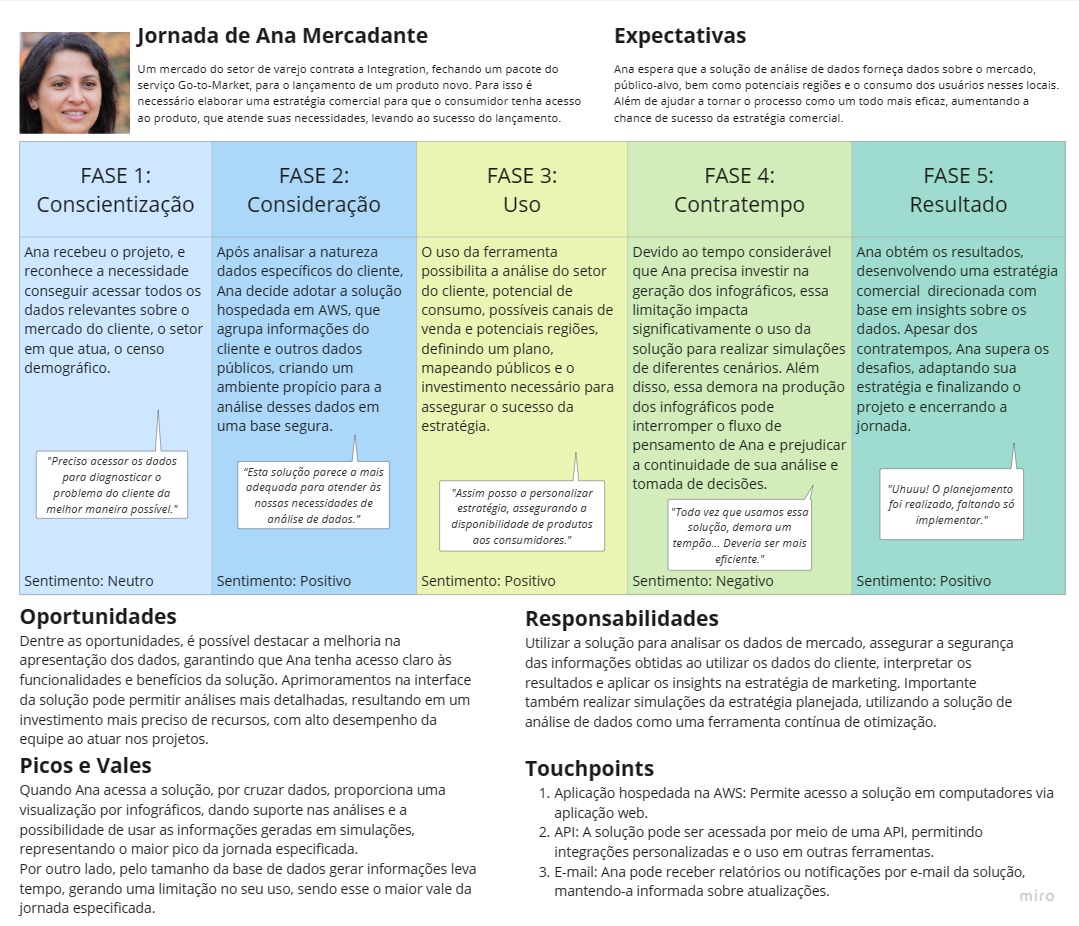 Jornada de Ana Mercadante
Um mercado do setor de varejo contrata a Integration, fechando um pacote do
serviço Go-to-Market, para o lançamento de um produto novo. Para isso é
necessário elaborar uma estratégia comercial para que o consumidor tenha acesso
ao produto, que atende suas necessidades, levando ao sucesso do lançamento.
Expectativas
Ana espera que a solução de análise de dados forneça dados sobre o mercado,
público-alvo, bem como potenciais regiões e o consumo dos usuários nesses locais.
Além de ajudar a tornar o processo como um todo mais eficaz, aumentando a
chance de sucesso da estratégia comercial.
FASE 1:
Conscientização
Ana recebeu o projeto, e
reconhece a necessidade
conseguir acessar todos os
dados relevantes sobre o
mercado do cliente, o setor
em que atua, o censo
demográfico.
"Preciso acessar os dados
para diagnosticar o
problema do cliente da
melhor maneira possível."
Sentimento: Neutro
FASE 2:
Consideração
Após analisar a natureza
dados específicos do cliente,
Ana decide adotar a solução
hospedada em AWS, que
agrupa informações do
cliente e outros dados
públicos, criando um
ambiente propício para a
análise desses dados em
uma base segura.
"Esta solução parece a mais
adequada para atender às
nossas necessidades de
análise de dados."
Sentimento: Positivo
FASE 3:
Uso
O uso da ferramenta
possibilita a análise do setor
do cliente, potencial de
consumo, possíveis canais de
venda e potenciais regiões,
definindo um plano,
mapeando públicos e o
investimento necessário para
assegurar o sucesso da
estratégia.
"Assim posso a personalizar
estratégia, assegurando a
disponibilidade de produtos
aos consumidores."
Sentimento: Positivo
FASE 4:
Contratempo
Devido ao tempo considerável
que Ana precisa investir na
geração dos infográficos, essa
limitação impacta
significativamente o uso da
solução para realizar simulações
de diferentes cenários. Além
disso, essa demora na produção
dos infográficos pode
interromper o fluxo de
pensamento de Ana e prejudicar
a continuidade de sua análise e
tomada de decisões.
"Toda vez que usamos essa
solução, demora um
tempão... Deveria ser mais
eficiente."
Sentimento: Negativo
FASE 5:
Resultado
Ana obtém os resultados,
desenvolvendo uma estratégia
comercial direcionada com
base em insights sobre os
dados. Apesar dos
contratempos, Ana supera os
desafios, adaptando sua
estratégia e finalizando o
projeto e encerrando a
jornada.
"Uhuuu! O planejamento
foi realizado, faltando só
implementar."
Sentimento: Positivo
Oportunidades
Dentre as oportunidades, é possível destacar a melhoria na
apresentação dos dados, garantindo que Ana tenha acesso claro às
funcionalidades e benefícios da solução. Aprimoramentos na interface
da solução pode permitir análises mais detalhadas, resultando em um
investimento mais preciso de recursos, com alto desempenho da
equipe ao atuar nos projetos.
Responsabilidades
Utilizar a solução para analisar os dados de mercado, assegurar a segurança
das informações obtidas ao utilizar os dados do cliente, interpretar os
resultados e aplicar os insights na estratégia de marketing. Importante
também realizar simulações da estratégia planejada, utilizando a solução de
análise de dados como uma ferramenta contínua de otimização.
Picos e Vales
Quando Ana acessa a solução, por cruzar dados, proporciona uma
visualização por infográficos, dando suporte nas análises e a
possibilidade de usar as informações geradas em simulações,
representando o maior pico da jornada especificada.
Por outro lado, pelo tamanho da base de dados gerar informações leva
tempo, gerando uma limitação no seu uso, sendo esse o maior vale da
jornada especificada.
Touchpoints
1. Aplicação hospedada na AWS: Permite acesso a solução em computadores via
aplicação web.
2. API: A solução pode ser acessada por meio de uma API, permitindo
integrações personalizadas e o uso em outras ferramentas.
3. E-mail: Ana pode receber relatórios ou notificações por e-mail da solução,
mantendo-a informada sobre atualizações.
miro